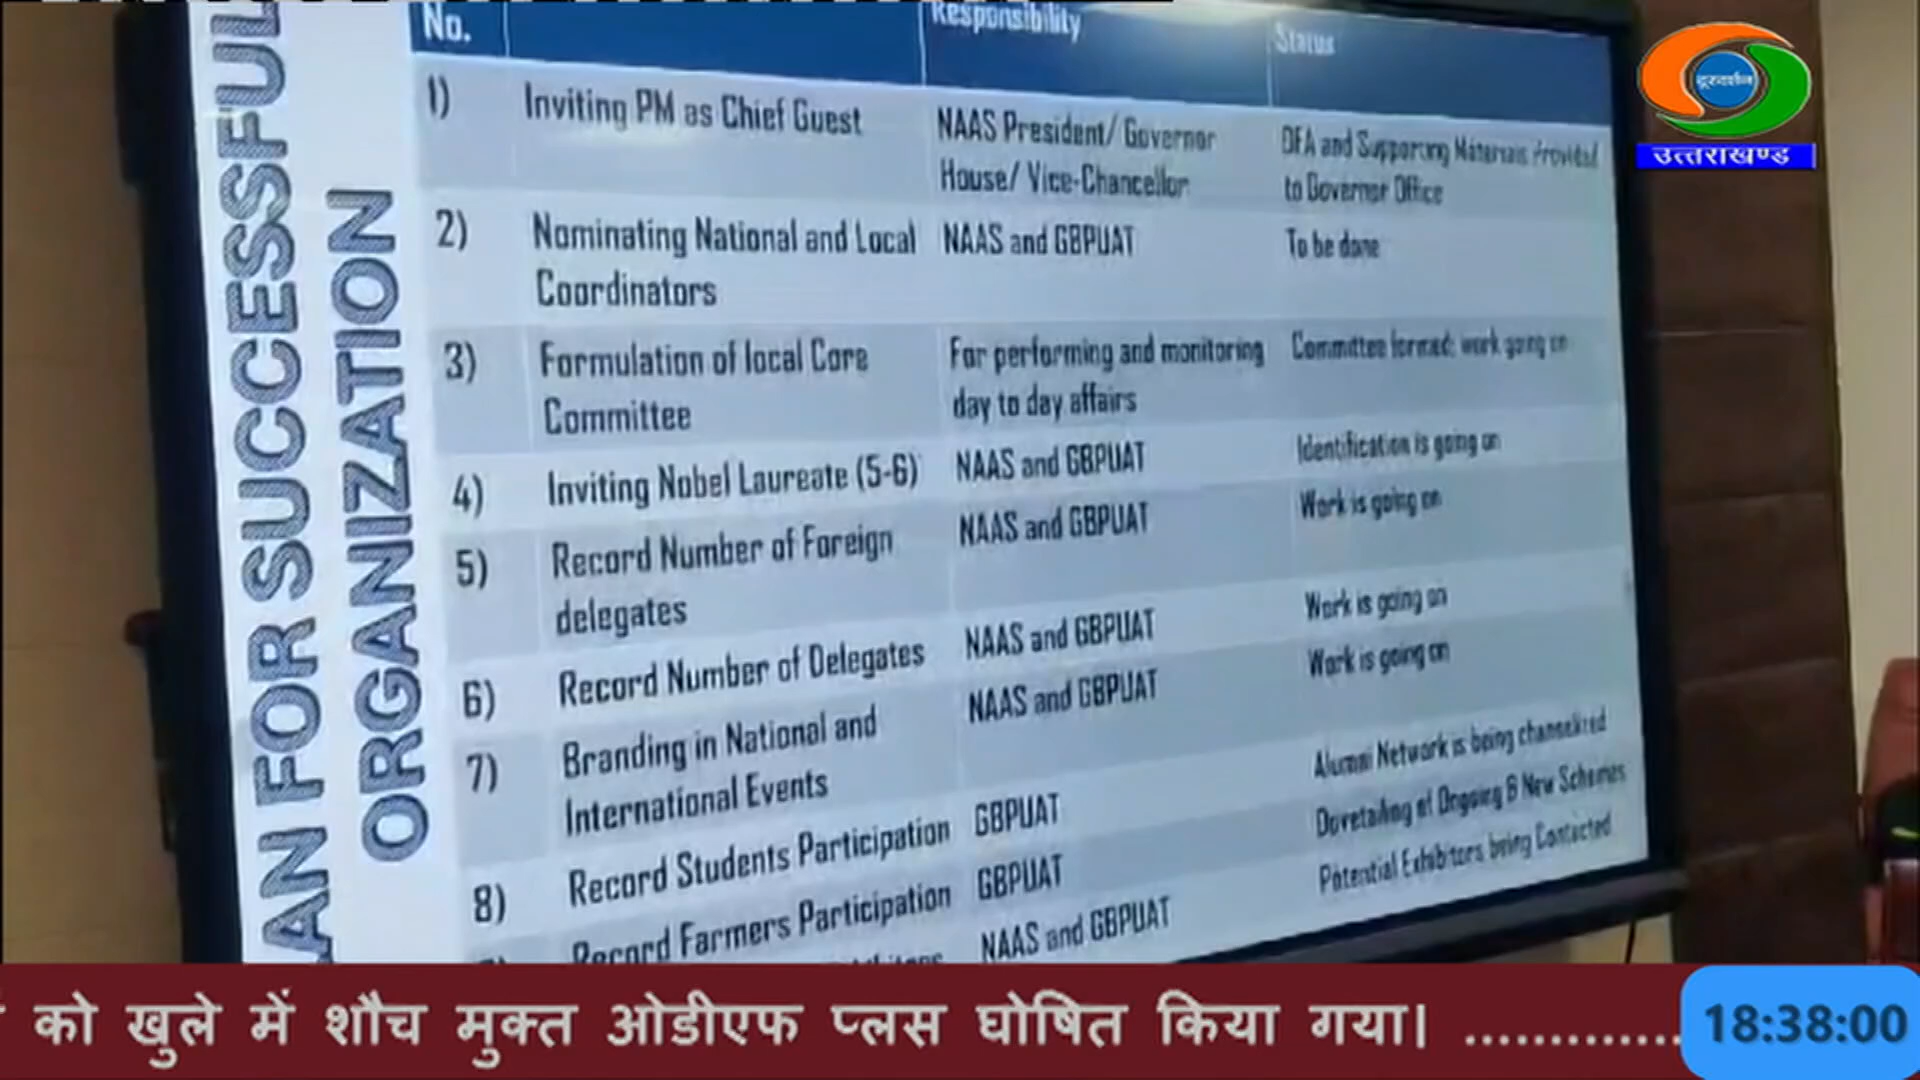 AN FOR SUCCESSFUL
ORGANIZATION
No. Responsibility Status
1) Inviting PM as Chief Guest NAAS President/ Governor DFA and Supporting Materials Provided
House/ Vice-Chancellor to Governor Office
2) Nominating National and Local NAAS and GBPUAT To be done
Coordinators
3) Formulation of local Core For performing and monitoring Committee formed; work going on
Committee day to day affairs
4) Inviting Nobel Laureate (5-6) NAAS and GBPUAT Identification is going on
5) Record Number of Foreign NAAS and GBPUAT Work is going on
delegates
6) Record Number of Delegates NAAS and GBPUAT Work is going on
7) Branding in National and NAAS and GBPUAT Work is going on
International Events
8) Record Students Participation GBPUAT Alumni Network is being channelized
Record Farmers Participation GBPUAT Dovetailing of Ongoing & New Schemes
NAAS and GBPUAT Potential Exhibitors being Contacted
दूरदर्शन
उत्तराखण्ड
को खुले में शौच मुक्त ओडीएफ प्लस घोषित किया गया। .............
18:38:00